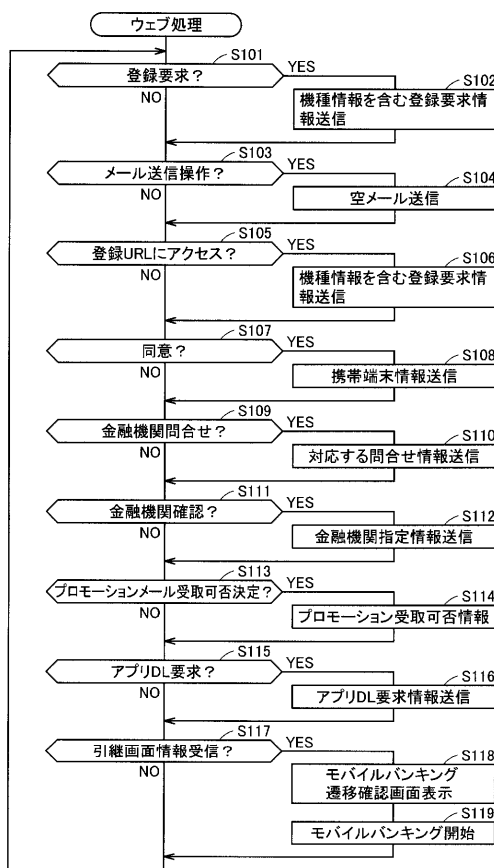 ウェブ処理
S101
登録要求？
YES
NO
S102
機種情報を含む登録要求情
報送信
S103
メール送信操作？
YES
NO
S104
空メール送信
S105
登録URLにアクセス？
YES
NO
S106
機種情報を含む登録要求情
報送信
S107
同意？
YES
NO
S108
携帯端末情報送信
S109
金融機関問合せ？
YES
NO
S110
対応する問合せ情報送信
S111
金融機関確認？
YES
NO
S112
金融機関指定情報送信
S113
プロモーションメール受取可否決定？
YES
NO
S114
プロモーション受取可否情報
S115
アプリDL要求？
YES
NO
S116
アプリDL要求情報送信
S117
引継画面情報受信？
YES
NO
S118
モバイルバンキング
遷移確認画面表示
S119
モバイルバンキング開始